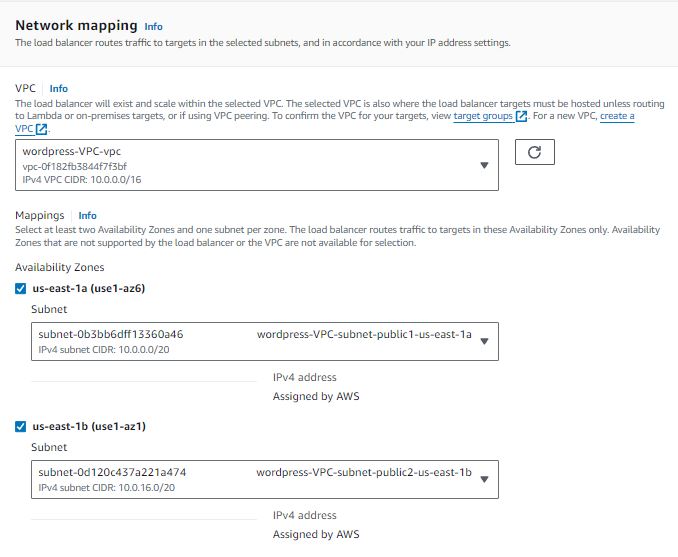 Network mapping Info
The load balancer routes traffic to targets in the selected subnets, and in accordance with your IP address settings.
VPC Info
The load balancer will exist and scale within the selected VPC. The selected VPC is also where the load balancer targets must be hosted unless routing
to Lambda or on-premises targets, or if using VPC peering. To confirm the VPC for your targets, view target groups. For a new VPC, create a
VPC.
wordpress-VPC-vpc
vpc-0f182fb3844f7f3bf
IPv4 VPC CIDR: 10.0.0.0/16
Mappings Info
Select at least two Availability Zones and one subnet per zone. The load balancer routes traffic to targets in these Availability Zones only. Availability
Zones that are not supported by the load balancer or the VPC are not available for selection.
Availability Zones
us-east-1a (use1-az6)
Subnet
subnet-0b3bb6dff13360a46 wordpress-VPC-subnet-public1-us-east-1a
IPv4 subnet CIDR: 10.0.0.0/20
IPv4 address
Assigned by AWS
us-east-1b (use1-az1)
Subnet
subnet-0d120c437a221a474 wordpress-VPC-subnet-public2-us-east-1b
IPv4 subnet CIDR: 10.0.16.0/20
IPv4 address
Assigned by AWS